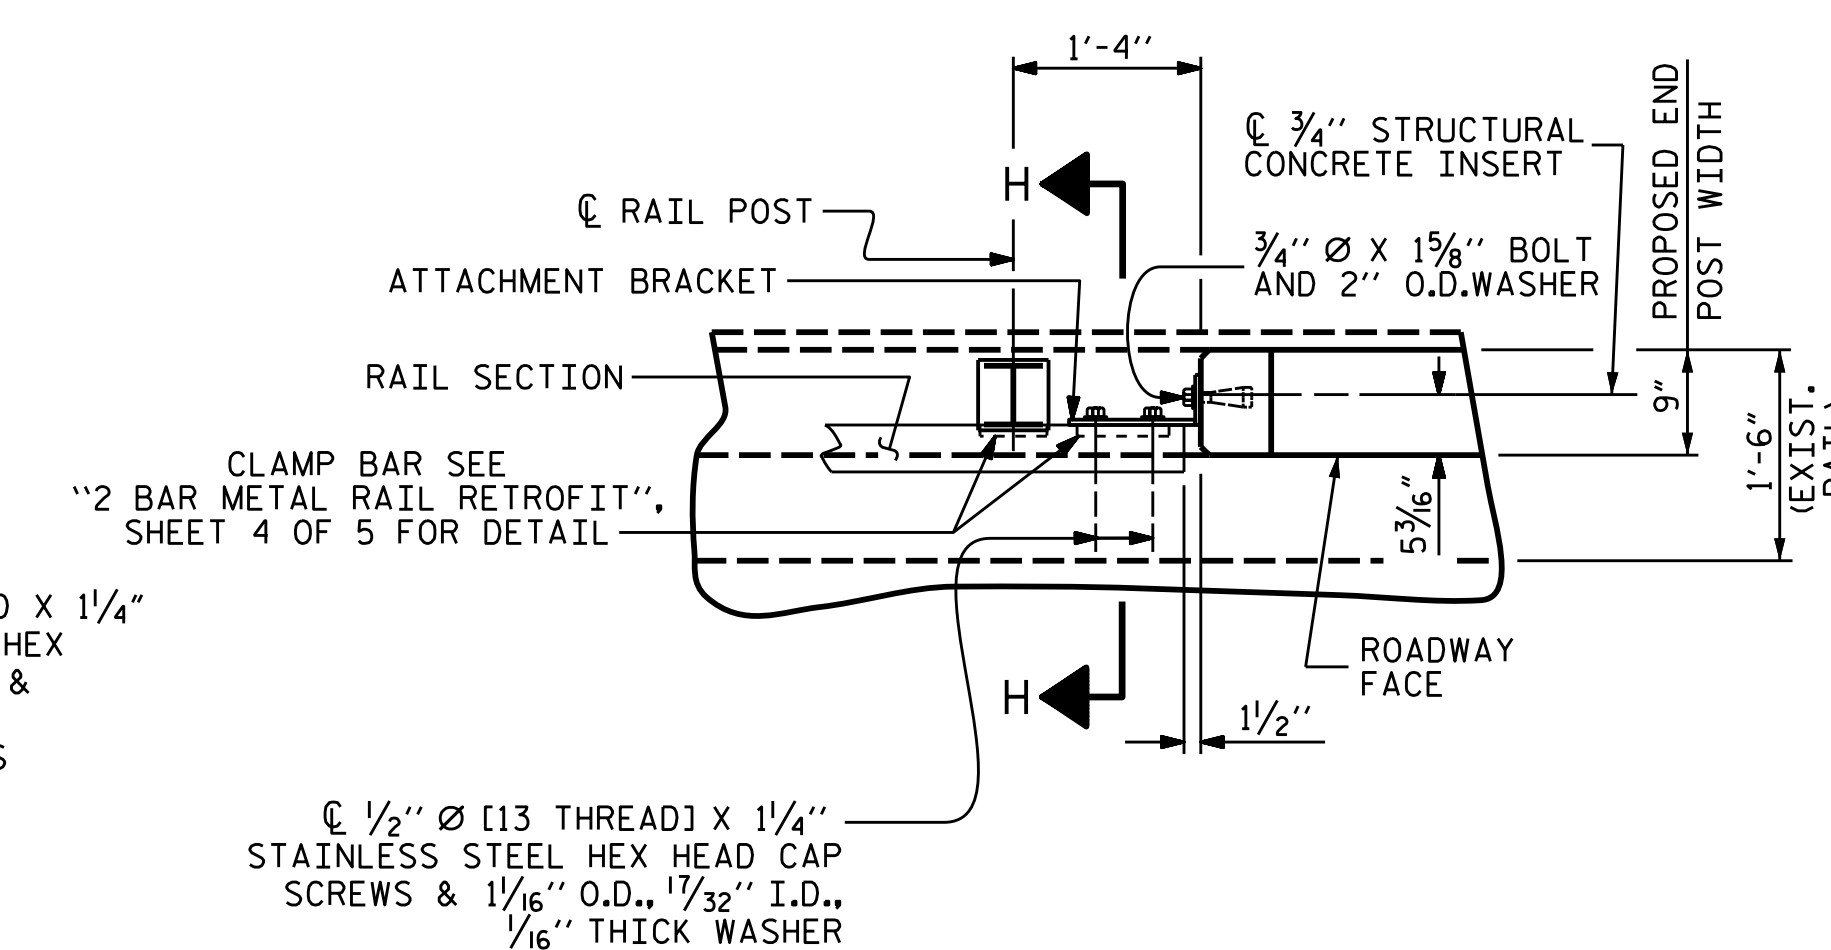 1'-4"
H
℄ 3/4" STRUCTURAL
CONCRETE INSERT
PROPOSED END
POST WIDTH
℄ RAIL POST
3/4" Ø X 1 5/8" BOLT
AND 2" O.D.WASHER
ATTACHMENT BRACKET
RAIL SECTION
9"
1'-6"
(EXIST.
CLAMP BAR SEE
"2 BAR METAL RAIL RETROFIT",
SHEET 4 OF 5 FOR DETAIL
5 3/16"
X 1 1/4"
HEX
&
ROADWAY
FACE
H
1 1/2"
℄ 1/2" Ø [13 THREAD] X 1 1/4"
STAINLESS STEEL HEX HEAD CAP
SCREWS & 1 1/16" O.D., 17/32" I.D.,
1/16" THICK WASHER